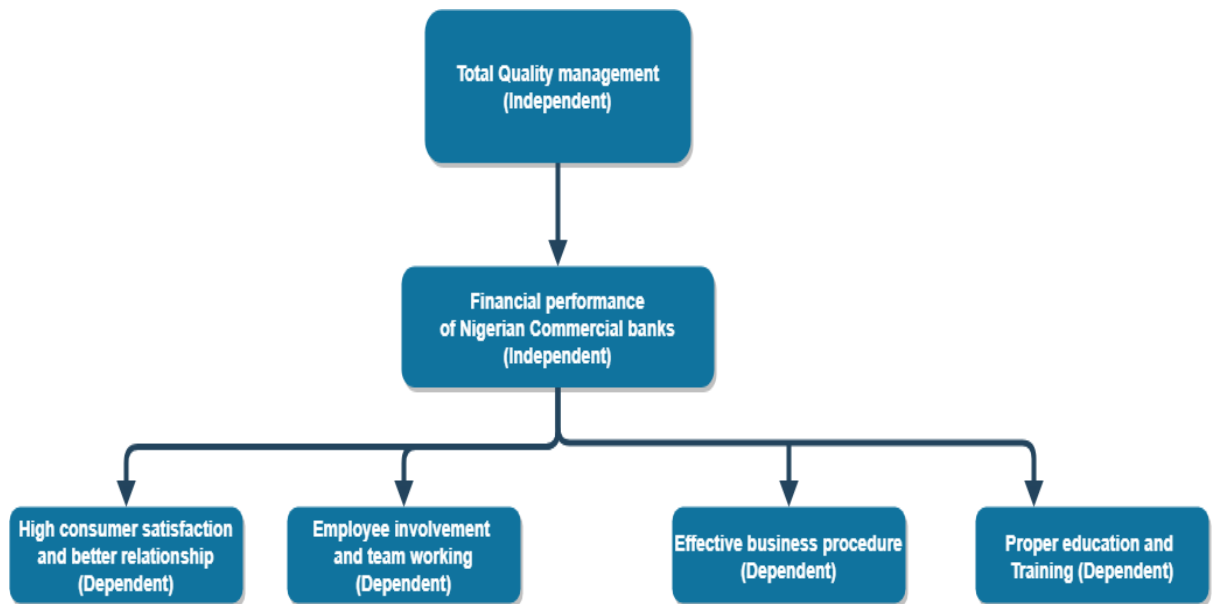 Total Quality management
(Independent)
Financial performance
of Nigerian Commercial banks
(Independent)
High consumer satisfaction
and better relationship
(Dependent)
Employee involvement
and team working
(Dependent)
Effective business procedure
(Dependent)
Proper education and
Training (Dependent)